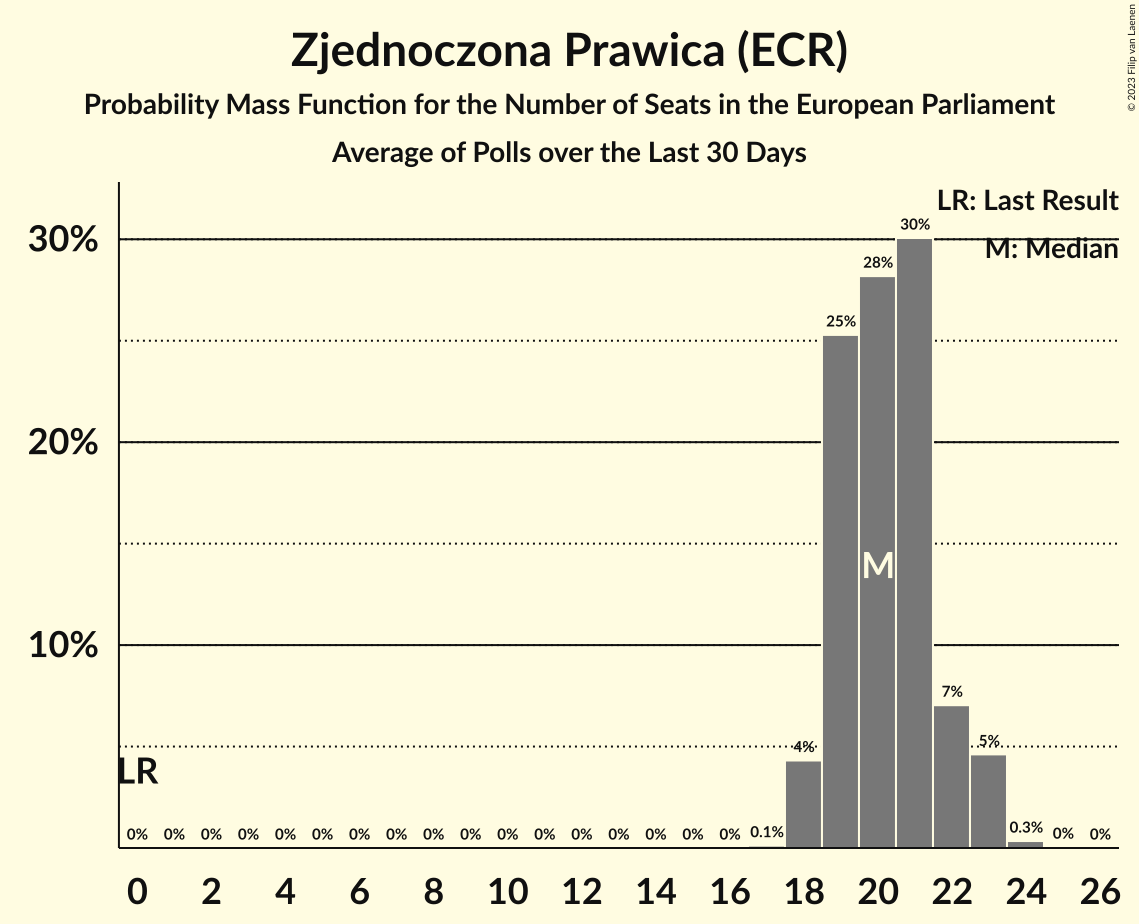 Zjednoczona Prawica (ECR)
Probability Mass Function for the Number of Seats in the European Parliament
Average of Polls over the Last 30 Days
© 2023 Filip van Laenen
LR: Last Result
M: Median
30%
20%
10%
LR
M
0% 0% 0% 0% 0% 0% 0% 0% 0% 0% 0% 0% 0% 0% 0% 0% 0% 0.1% 4% 25% 28% 30% 7% 5% 0.3% 0% 0%
0 2 4 6 8 10 12 14 16 18 20 22 24 26